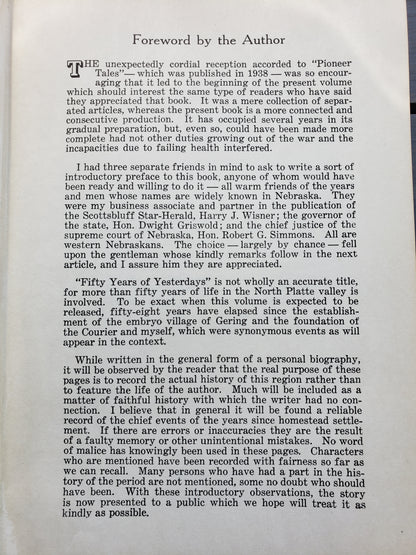 Foreword by the Author
THE unexpectedly cordial reception accorded to "Pioneer
Tales"— which was published in 1938 — was so encour-
aging that it led to the beginning of the present volume
which should interest the same type of readers who have said
they appreciated that book. It was a mere collection of separ-
ated articles, whereas the present book is a more connected and
consecutive production. It has occupied several years in its
gradual preparation, but, even so, could have been made more
complete had not other duties growing out of the war and the
incapacities due to failing health interfered.
I had three separate friends in mind to ask to write a sort of
introductory preface to this book, anyone of whom would have
been ready and willing to do it — all warm friends of the years
and men whose names are widely known in Nebraska. They
were my business associate and partner in the publication of
the Scottsbluff Star-Herald, Harry J. Wisner; the governor of
the state, Hon. Dwight Griswold; and the chief justice of the
supreme court of Nebraska, Hon. Robert G. Simmons. All are
western Nebraskans. The choice — largely by chance — fell
upon the gentleman whose kindly remarks follow in the next
article, and I assure him they are appreciated.
"Fifty Years of Yesterdays" is not wholly an accurate title,
for more than fifty years of life in the North Platte valley is
involved. To be exact when this volume is expected to be
released, fifty-eight years have elapsed since the establish-
ment of the embryo village of Gering and the foundation of
the Courier and myself, which were synonymous events as will
appear in the context.
While written in the general form of a personal biography,
it will be observed by the reader that the real purpose of these
pages is to record the actual history of this region rather than
to feature the life of the author. Much will be included as a
matter of faithful history with which the writer had no con-
nection. I believe that in general it will be found a reliable
record of the chief events of the years since homestead settle-
ment. If there are errors or inaccuracies they are the result
of a faulty memory or other unintentional mistakes. No word
of malice has knowingly been used in these pages. Characters
who are mentioned have been recorded with fairness so far as
we can recall. Many persons who have had a part in the his-
tory of the period are not mentioned, some no doubt who should
have been. With these introductory observations, the story
is now presented to a public which we hope will treat it as
kindly as possible.